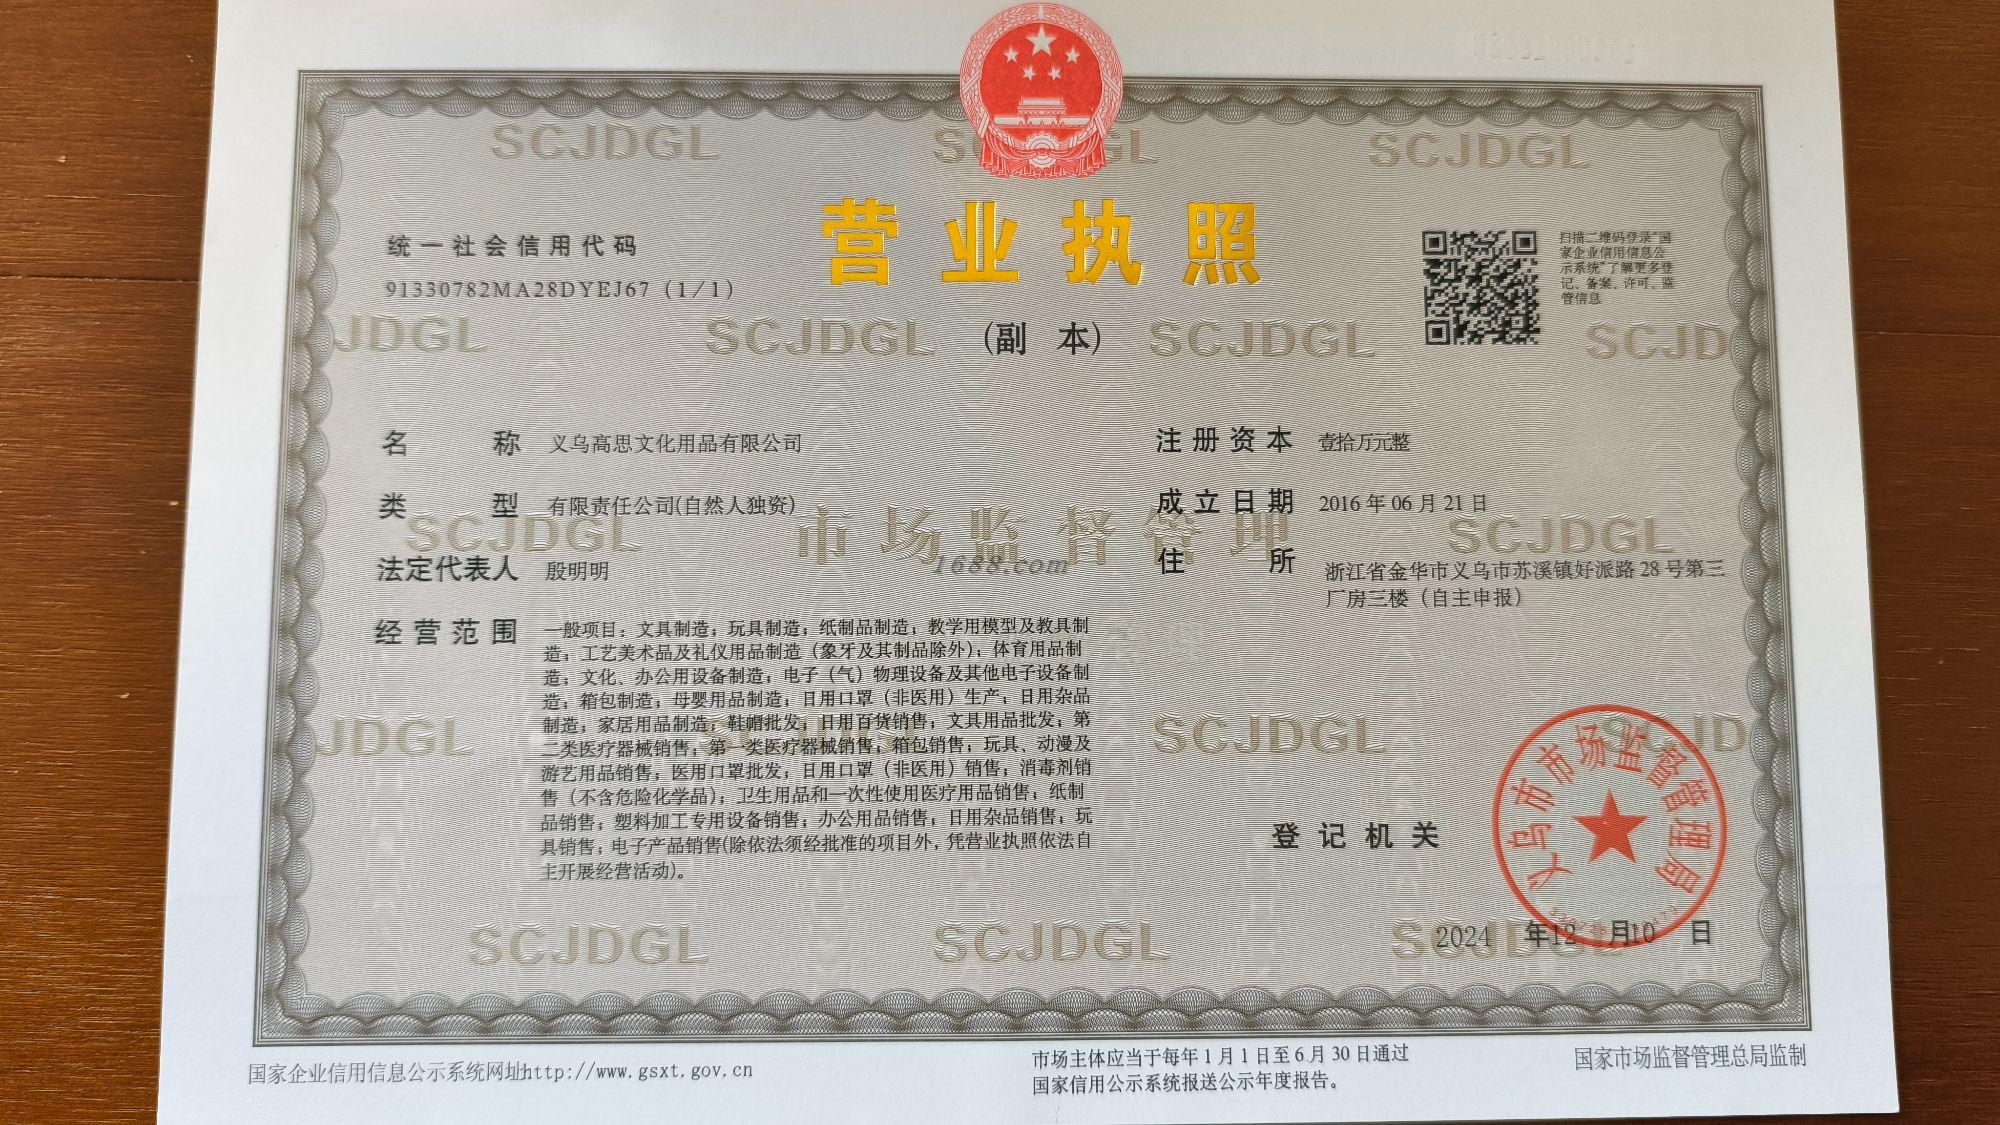 SCJDGL SCJDGL SCJDGL
营业执照
(副 本)
统一社会信用代码
91330782MA28DYEJ67 (1/1)
扫描二维码登录“国
家企业信用信息公
示系统”了解更多登
记、备案、许可、监
管信息
JDGL SCJDGL SCJDGL SCJD
名 称 义乌高思文化用品有限公司
类 型 有限责任公司(自然人独资)
法定代表人 殷明明
经营范围 一般项目：文具制造；玩具制造；纸制品制造；教学用模型及教具制
造；工艺美术品及礼仪用品制造（象牙及其制品除外）；体育用品制
造；文化、办公用设备制造；电子（气）物理设备及其他电子设备制
造；箱包制造；母婴用品制造；日用口罩（非医用）生产；日用杂品
制造；家居用品制造；鞋帽批发；日用百货销售；文具用品批发；第
二类医疗器械销售；第一类医疗器械销售；箱包销售；玩具、动漫及
游艺用品销售；医用口罩批发；日用口罩（非医用）销售；消毒剂销
售（不含危险化学品）；卫生用品和一次性使用医疗用品销售；纸制
品销售；塑料加工专用设备销售；办公用品销售；日用杂品销售；玩
具销售；电子产品销售(除依法须经批准的项目外，凭营业执照依法自
主开展经营活动)。
注册资本 壹拾万元整
成立日期 2016 年 06 月 21 日
住 所 浙江省金华市义乌市苏溪镇好派路 28 号第三
厂房三楼（自主申报）
SCJDGL 市场监督管理 SCJDGL
1688.com
JDGL SCJDGL SCJD
登记机关
义乌市市场监督管理局
2024 年12 月10 日
SCJDGL SCJDGL SCJDGL
国家企业信用信息公示系统网址http://www.gsxt.gov.cn
市场主体应当于每年 1 月 1 日至 6 月 30 日通过
国家信用公示系统报送公示年度报告。
国家市场监督管理总局监制